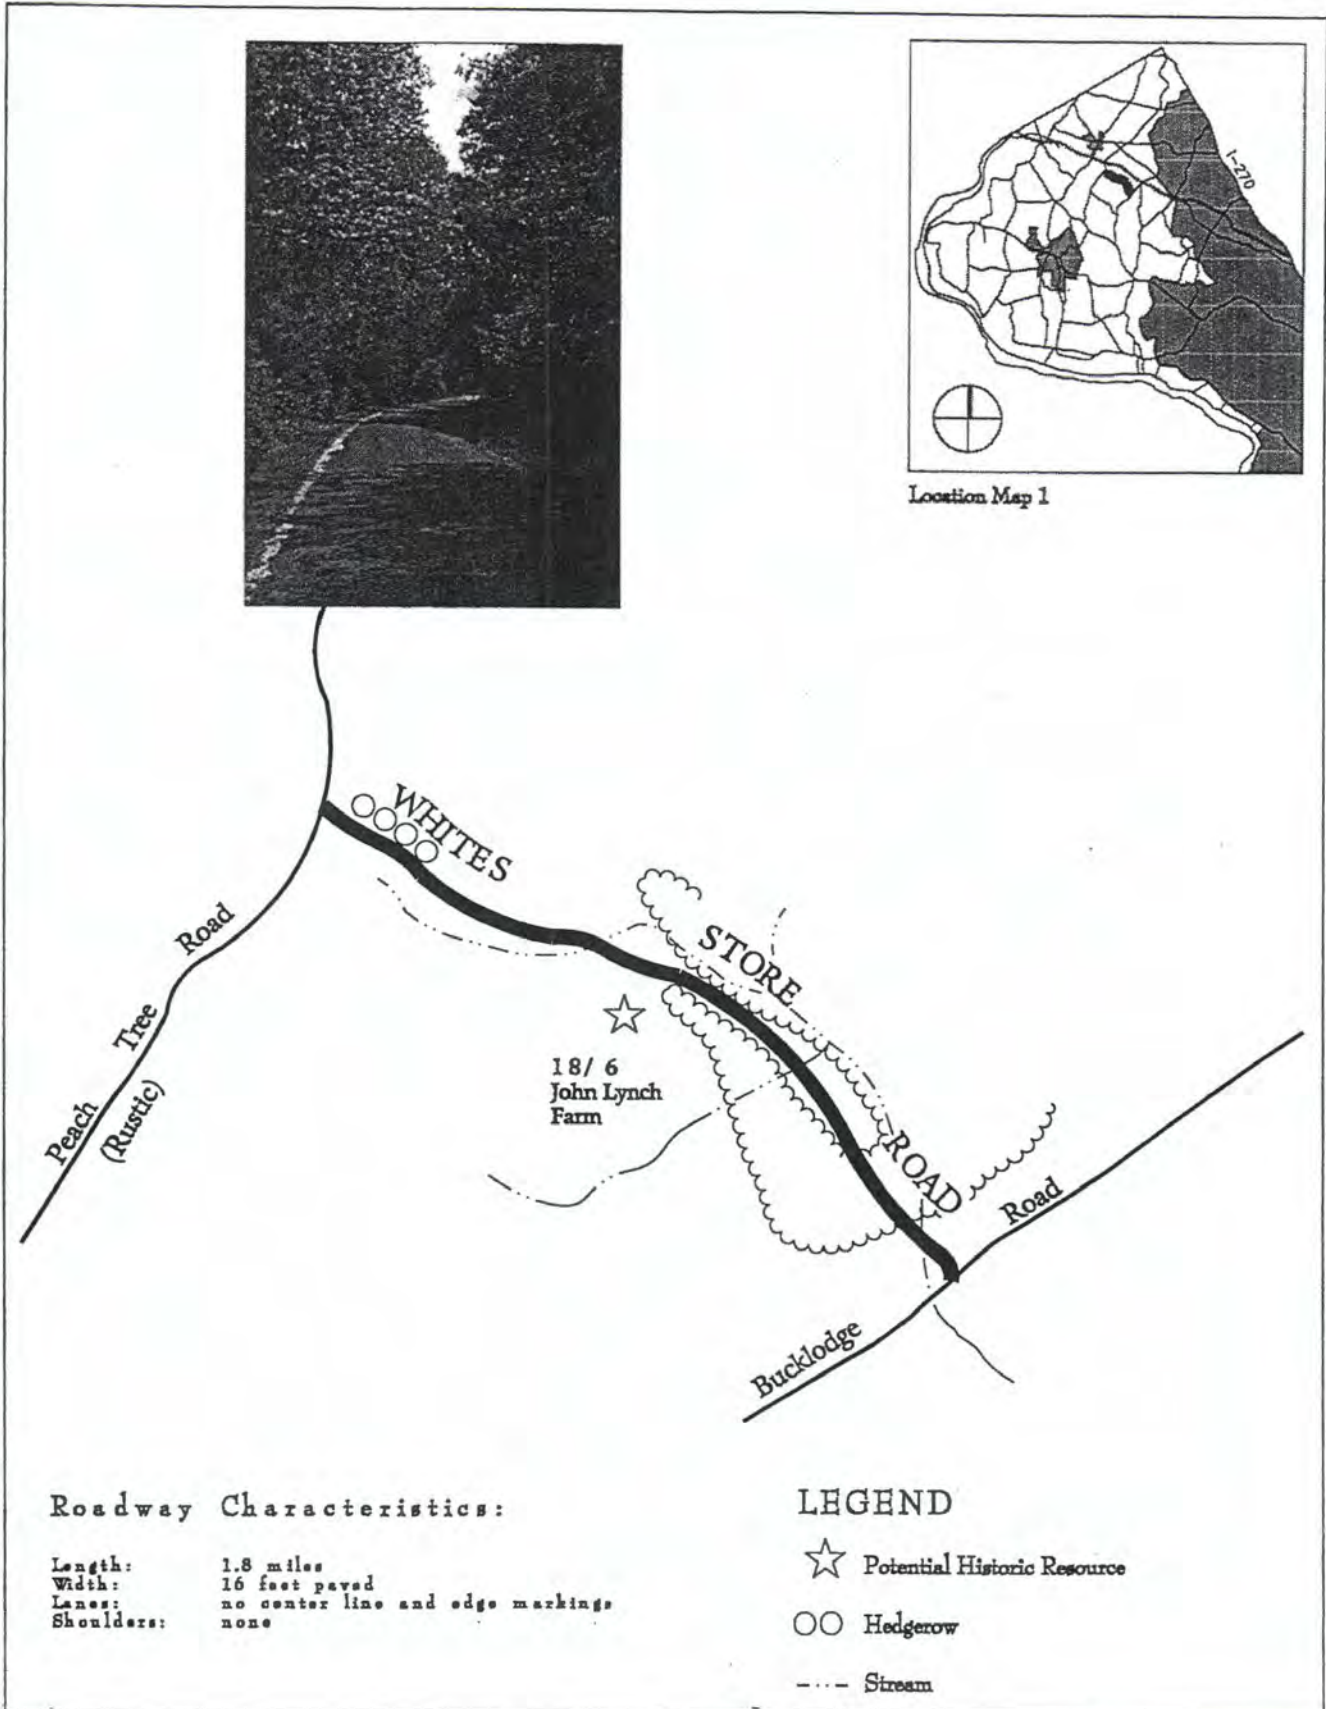 I-270
Location Map 1
WHITES
STORE
ROAD
Peach Tree Road
(Rustic)
18/ 6
John Lynch
Farm
Bucklodge Road
Roadway Characteristics:
Length: 1.8 miles
Width: 16 feet paved
Lanes: no center line and edge markings
Shoulders: none
LEGEND
Potential Historic Resource
Hedgerow
Stream